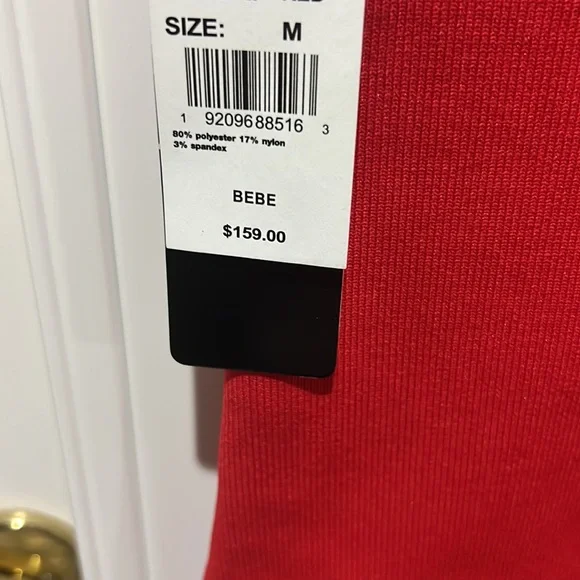 SIZE: M
1 9209688516 3
80% polyester 17% nylon
3% spandex
BEBE
$159.00